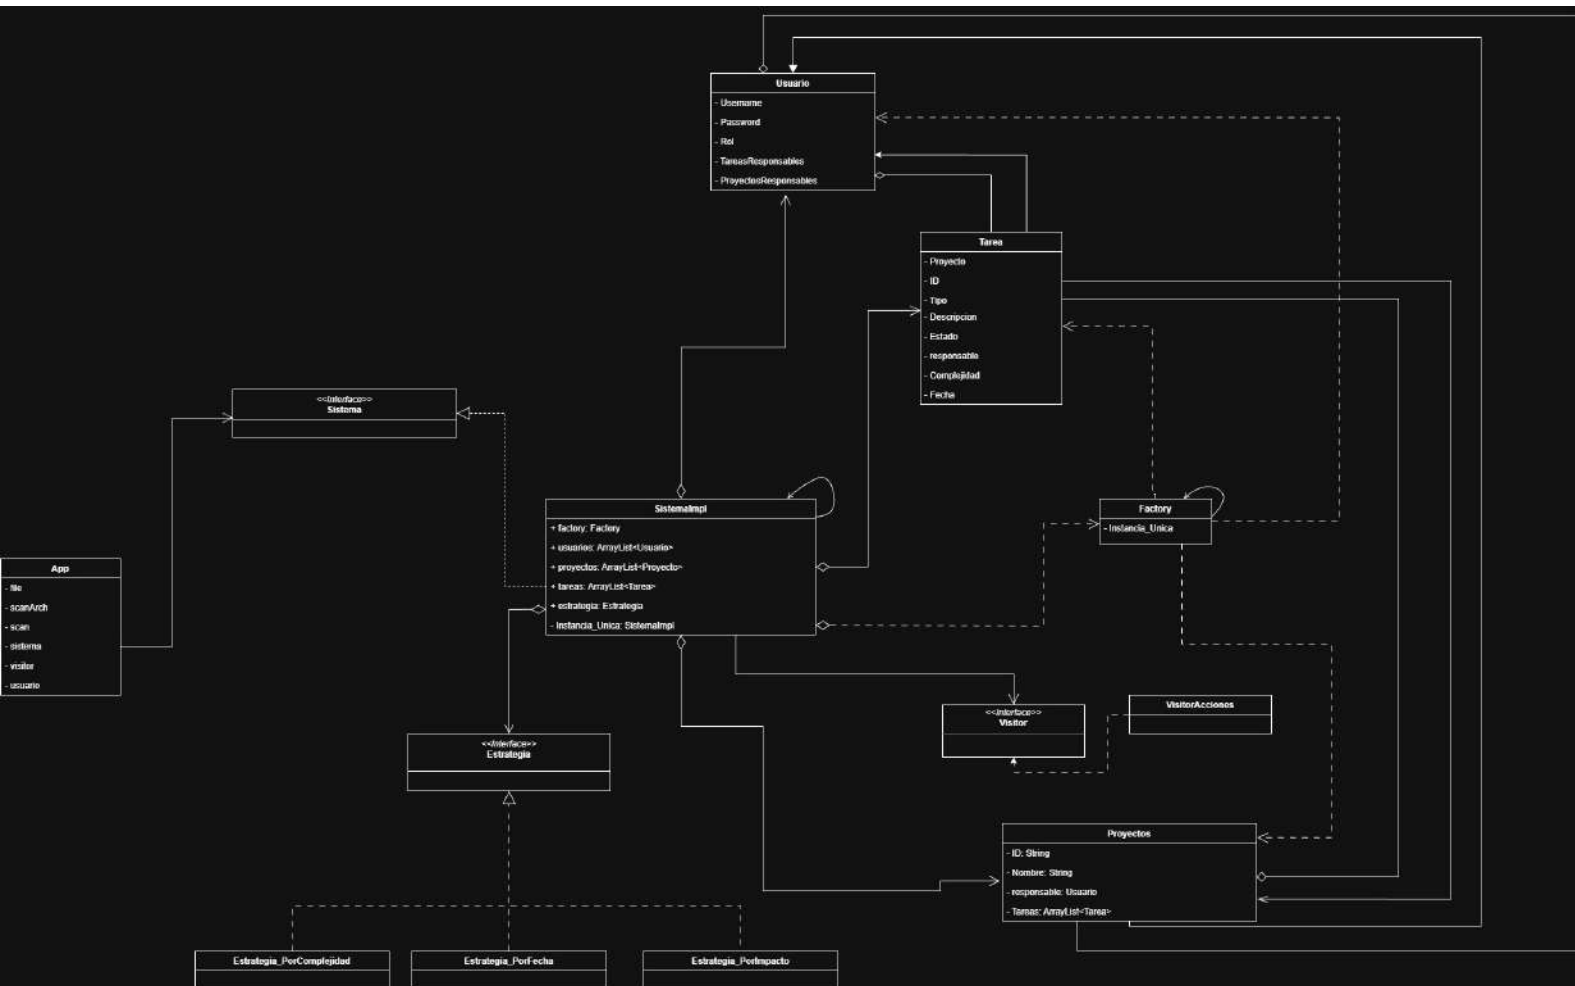 Usuario
- Username
- Password
- Rol
- TareasResponsables
- ProyectosResponsables
Tarea
- Proyecto
- ID
- Tipo
- Descripcion
- Estado
- responsable
- Complejidad
- Fecha
<<Interface>>
Sistema
SistemaImpl
+ factory: Factory
+ usuarios: ArrayList<Usuario>
+ proyectos: ArrayList<Proyecto>
+ tareas: ArrayList<Tarea>
+ estrategia: Estrategia
- Instancia_Unica: SistemaImpl
Factory
- Instancia_Unica
App
- file
- scanArch
- scan
- sistema
- visitor
- usuario
<<Interface>>
Estrategia
<<Interface>>
Visitor
VisitorAcciones
Proyectos
- ID: String
- Nombre: String
- responsable: Usuario
- Tareas: ArrayList<Tarea>
Estrategia_PorComplejidad
Estrategia_PorFecha
Estrategia_PorImpacto